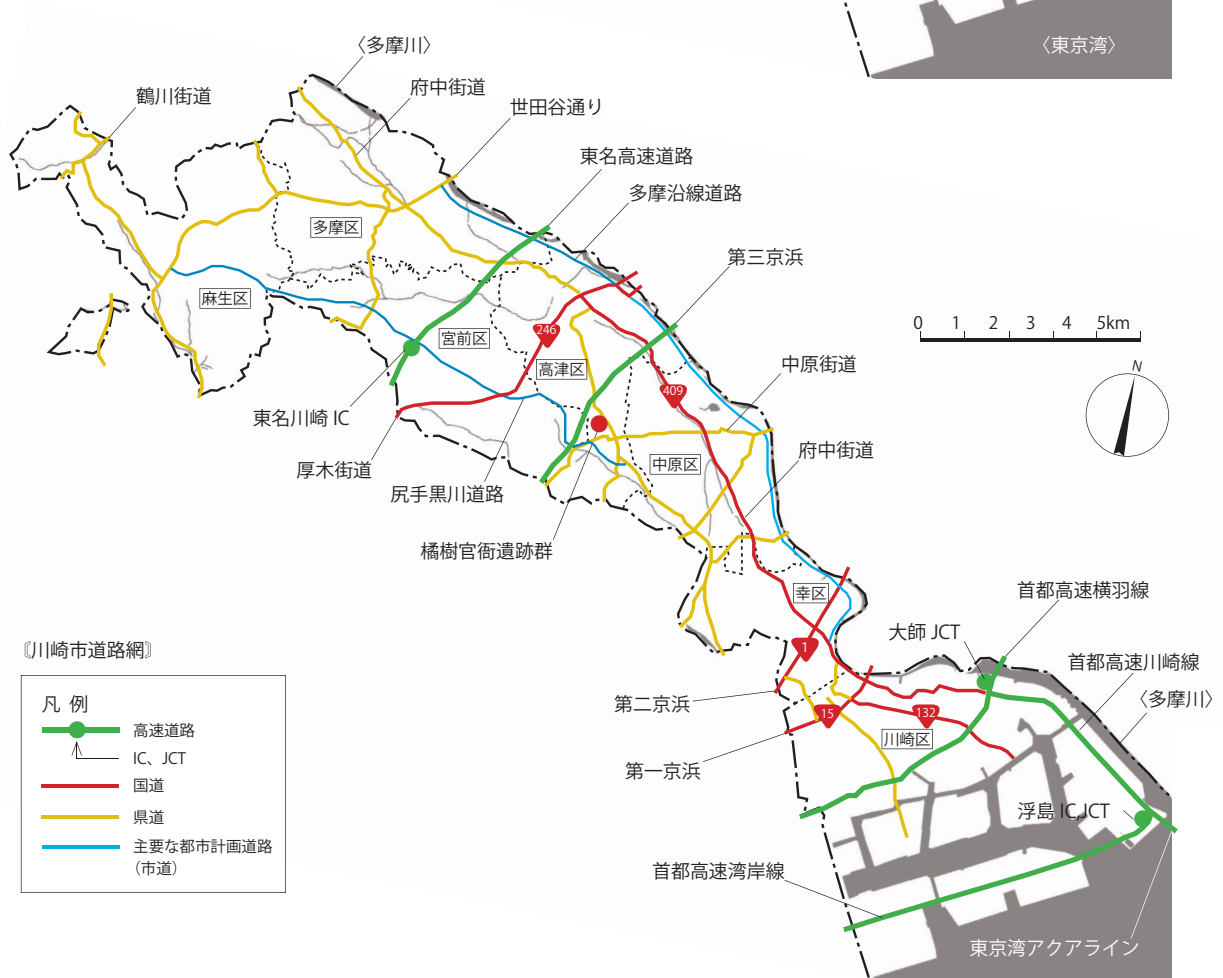 〈東京湾〉
〈多摩川〉
府中街道
鶴川街道
世田谷通り
東名高速道路
多摩沿線道路
多摩区
第三京浜
麻生区
宮前区
246
高津区
0 1 2 3 4 5km
N
中原街道
409
東名川崎 IC
厚木街道
尻手黒川道路
中原区
府中街道
橘樹官衙遺跡群
幸区
首都高速横羽線
大師 JCT
1
首都高速川崎線
〈多摩川〉
第二京浜
15
132
川崎区
第一京浜
浮島 IC,JCT
首都高速湾岸線
東京湾アクアライン
〖川崎市道路網〗
凡 例
高速道路
IC、JCT
国道
県道
主要な都市計画道路
（市道）